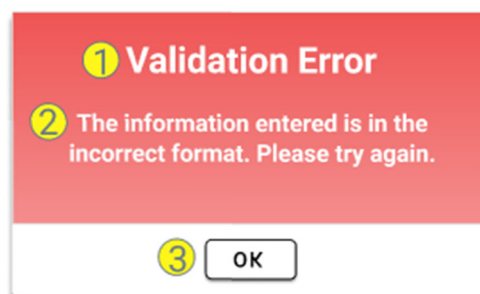 1 Validation Error
2 The information entered is in the
incorrect format. Please try again.
3 OK